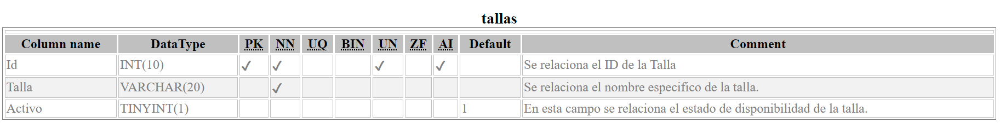 tallas
Column name DataType PK NN UQ BIN UN ZF AI Default Comment
Id INT(10) ✓ ✓ ✓ ✓ Se relaciona el ID de la Talla
Talla VARCHAR(20) ✓ Se relaciona el nombre especifico de la talla.
Activo TINYINT(1) 1 En esta campo se relaciona el estado de disponibilidad de la talla.